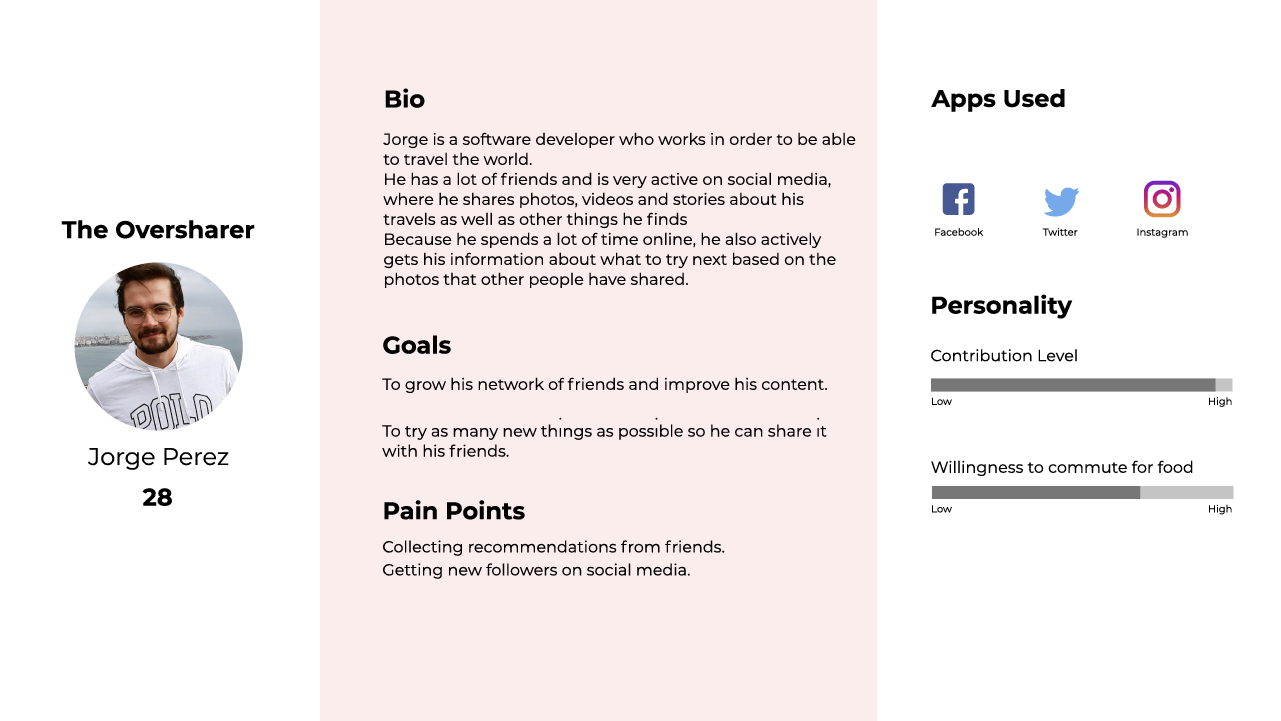 The Oversharer
POLO
Jorge Perez
28
Bio
Jorge is a software developer who works in order to be able
to travel the world.
He has a lot of friends and is very active on social media,
where he shares photos, videos and stories about his
travels as well as other things he finds
Because he spends a lot of time online, he also actively
gets his information about what to try next based on the
photos that other people have shared.
Goals
To grow his network of friends and improve his content.
To try as many new things as possible so he can share it
with his friends.
Pain Points
Collecting recommendations from friends.
Getting new followers on social media.
Apps Used
Facebook
Twitter
Instagram
Personality
Contribution Level
Low
High
Willingness to commute for food
Low
High